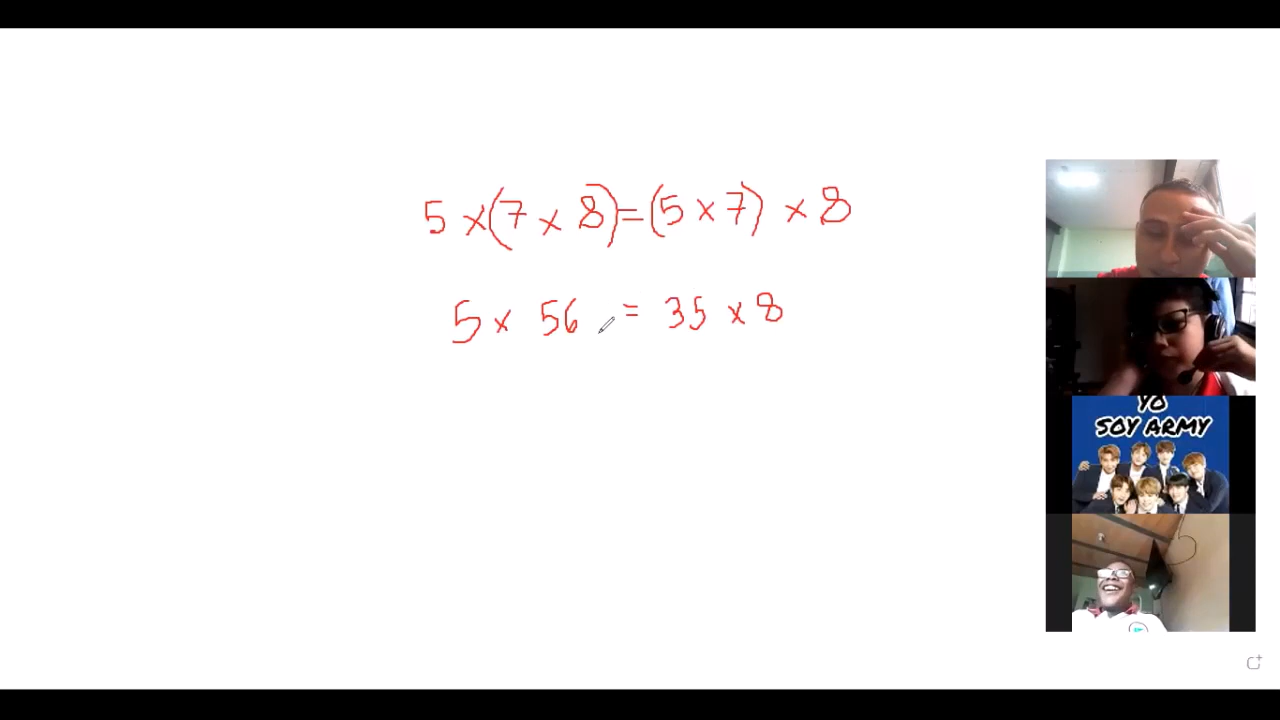 5 × (7 × 8) = (5 × 7) × 8
5 × 56 = 35 × 8
YO
SOY ARMY